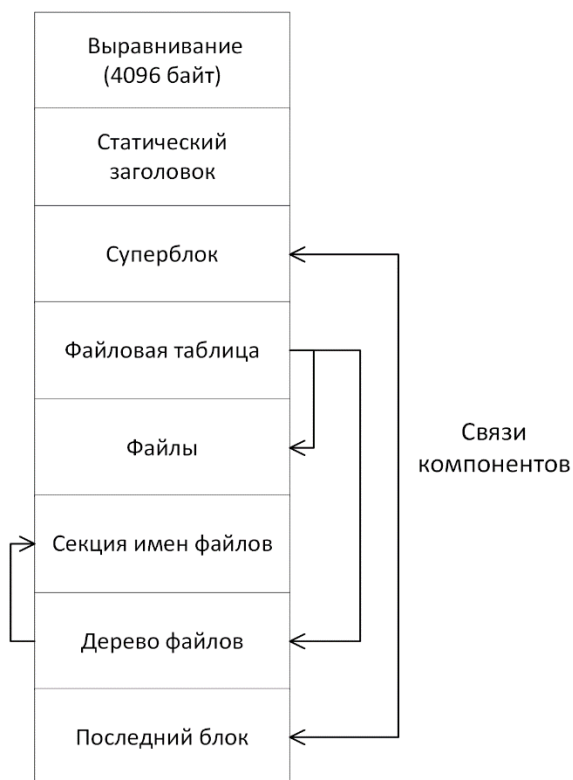 Выравнивание
(4096 байт)
Статический
заголовок
Суперблок
Файловая таблица
Файлы
Связи
компонентов
Секция имен файлов
Дерево файлов
Последний блок